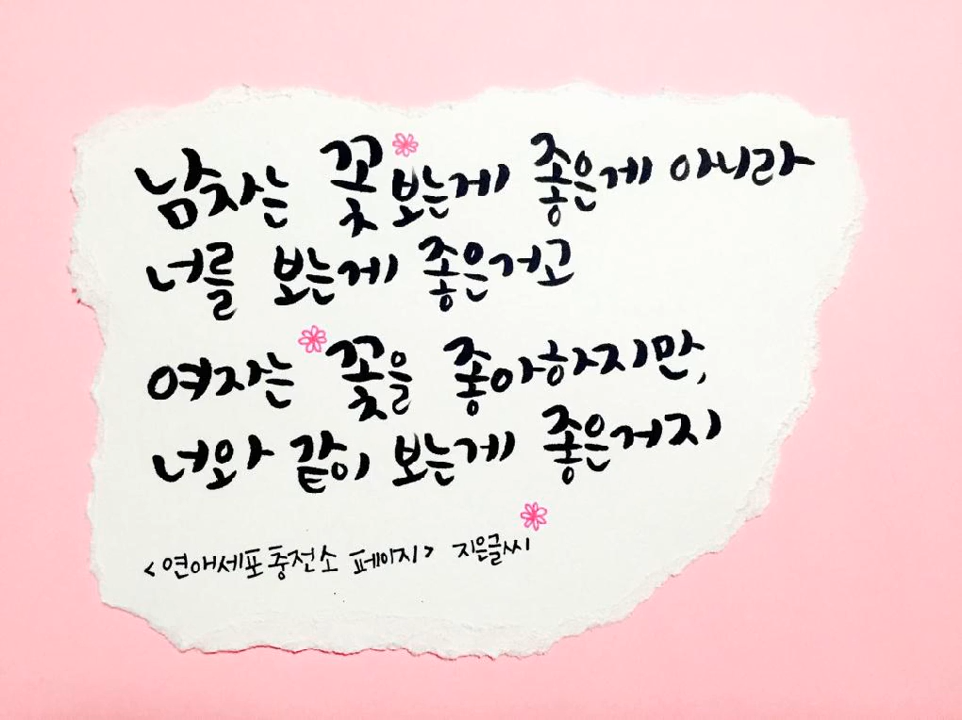 남자는 꽃 보는게 좋은게 아니라
너를 보는게 좋은거고
여자는 꽃을 좋아하지만,
너와 같이 보는게 좋은거지
<연애세포충전소 페이지> 지은글씨